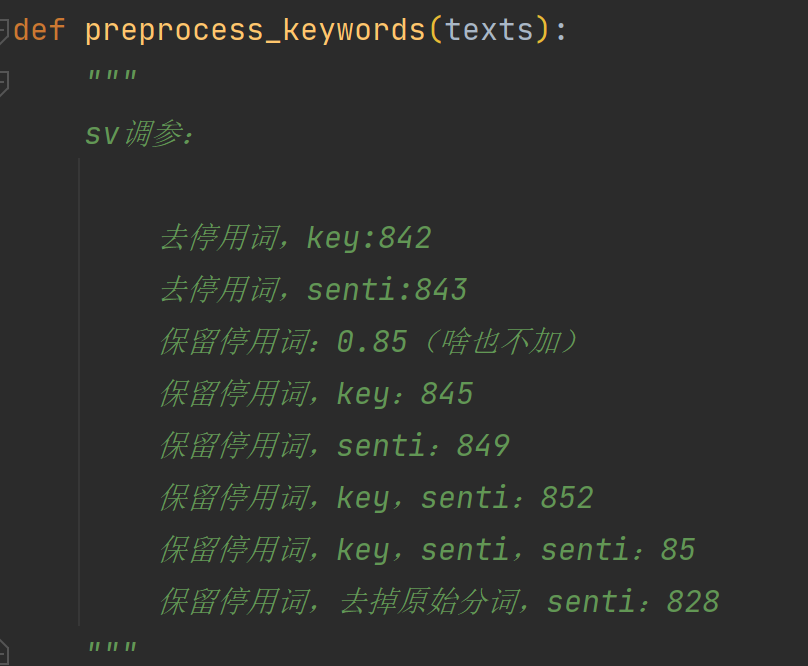 def preprocess_keywords(texts):
"""
sv调参：
去停用词，key:842
去停用词，senti:843
保留停用词：0.85（啥也不加）
保留停用词，key：845
保留停用词，senti：849
保留停用词，key，senti：852
保留停用词，key，senti，senti：85
保留停用词，去掉原始分词，senti：828
"""